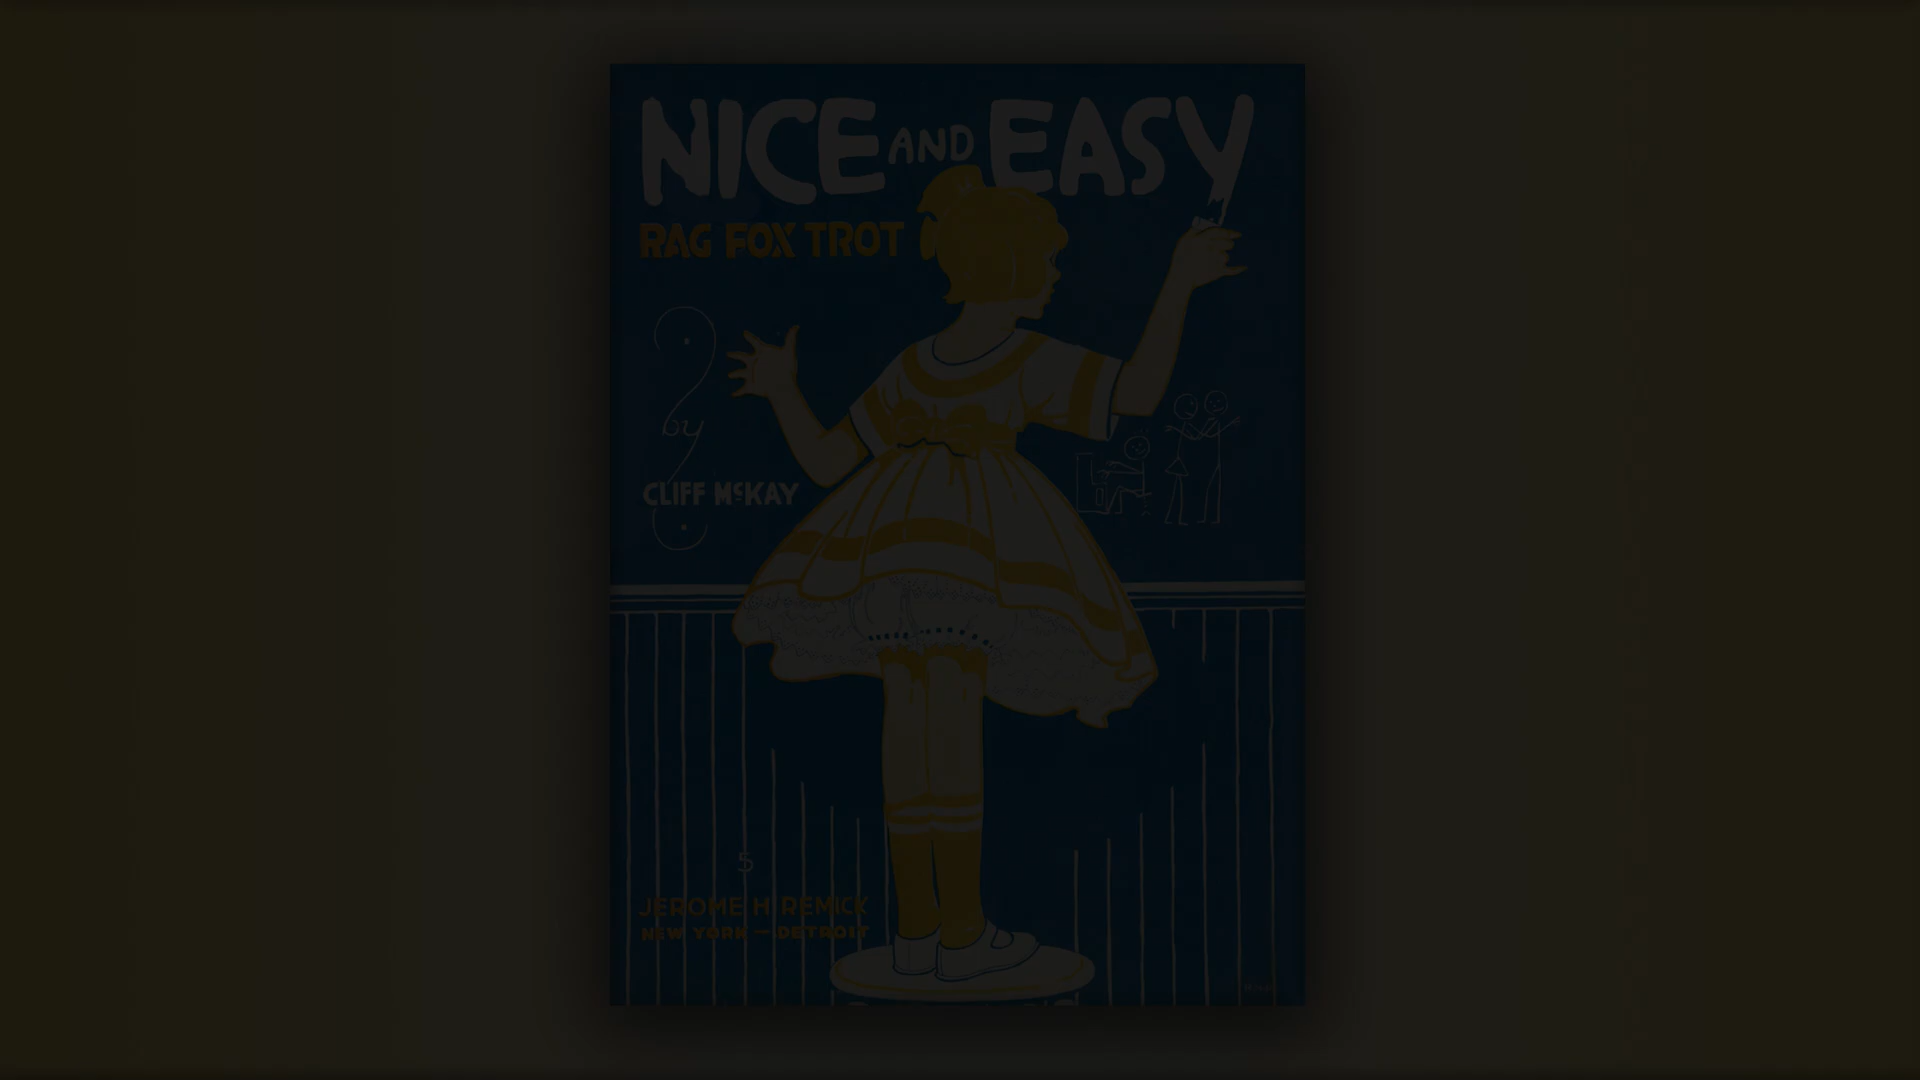 NICE AND EASY
RAG FOX TROT
by
CLIFF McKAY
5
JEROME H REMICK
NEW YORK — DETROIT